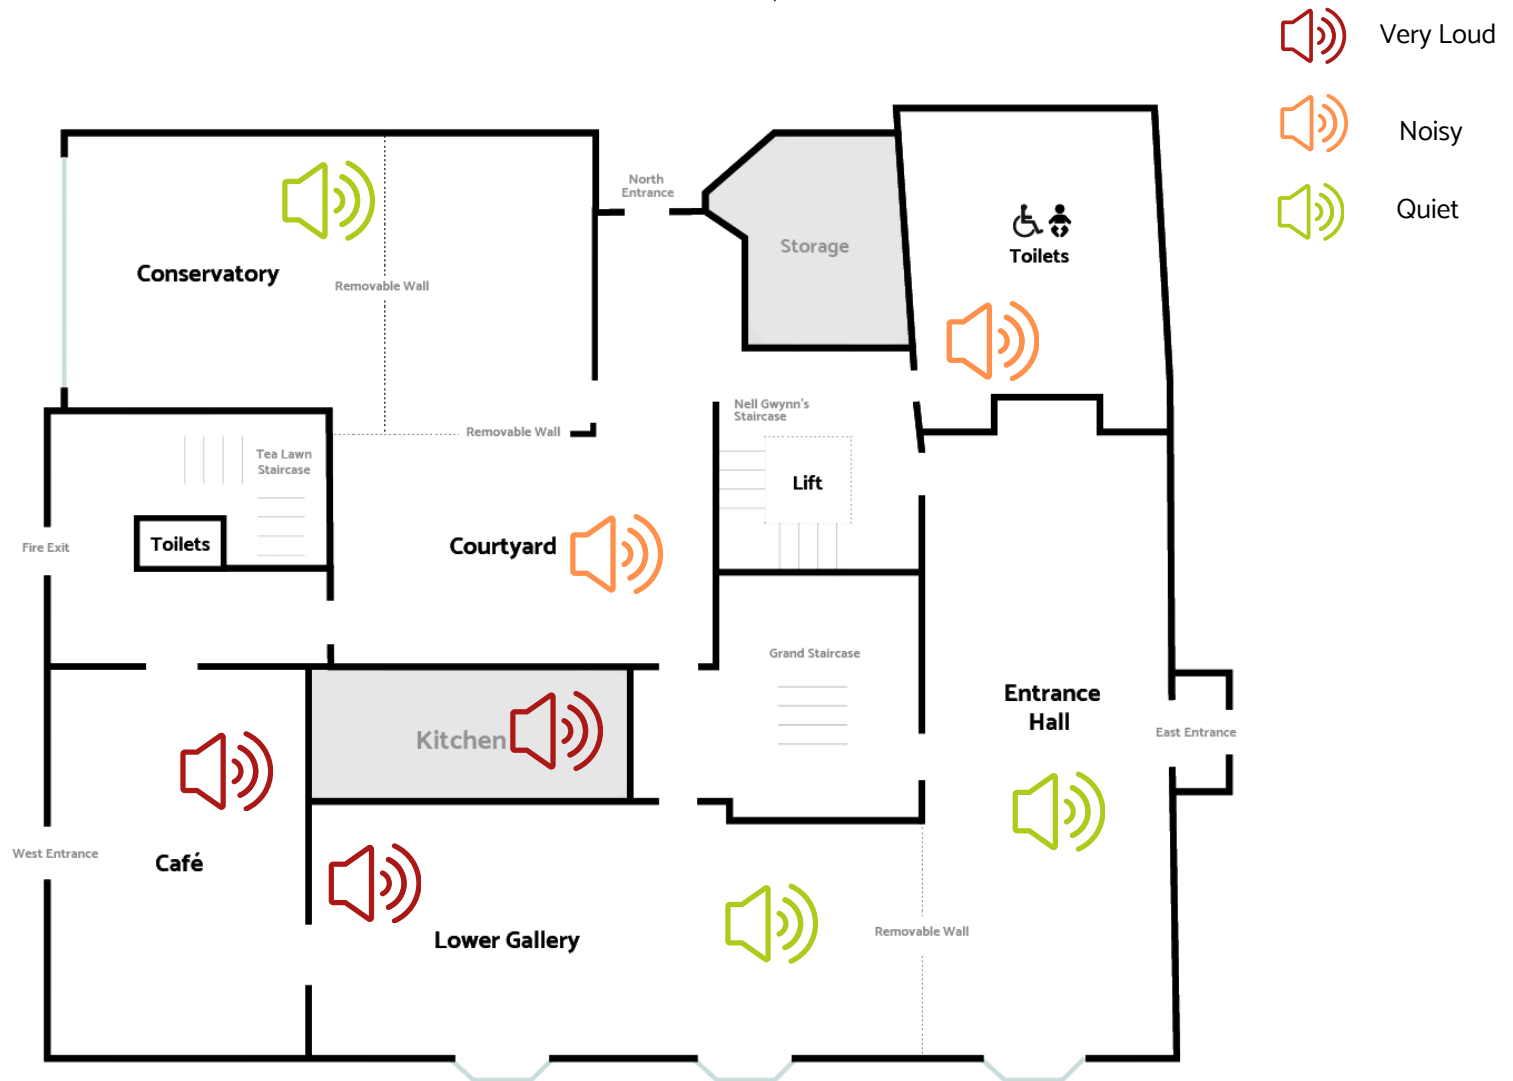 Very Loud
Noisy
Quiet
North
Entrance
Storage
Toilets
Conservatory
Removable Wall
Nell Gwynn's
Staircase
Removable Wall
Tea Lawn
Staircase
Lift
Fire Exit
Toilets
Courtyard
Grand Staircase
Entrance
Hall
East Entrance
Kitchen
West Entrance
Café
Lower Gallery
Removable Wall